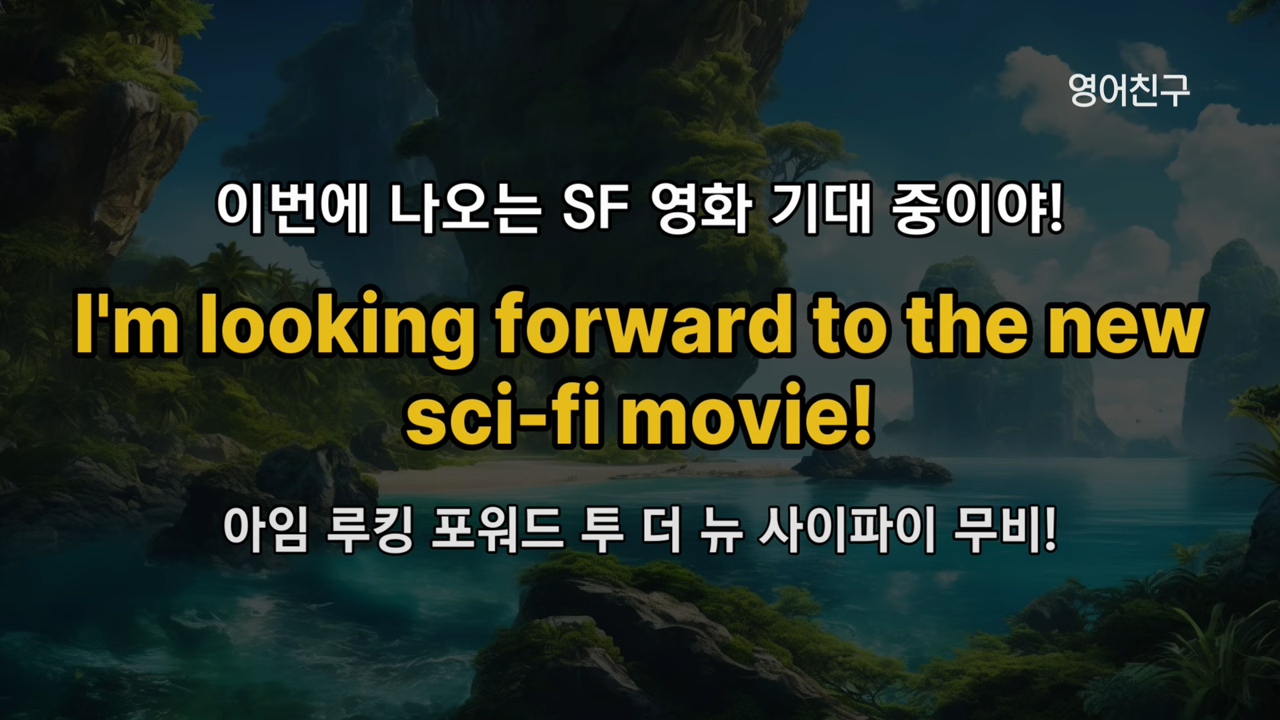 영어친구
이번에 나오는 SF 영화 기대 중이야!
I'm looking forward to the new
sci-fi movie!
아임 루킹 포워드 투 더 뉴 사이파이 무비!